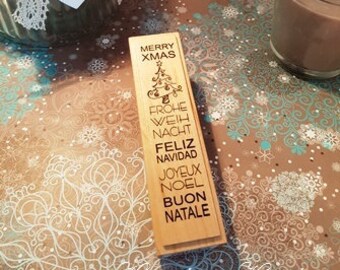 MERRY
XMAS
FROHE
WEIH
NACHT
FELIZ
NAVIDAD
JOYEUX
NOEL
BUON
NATALE